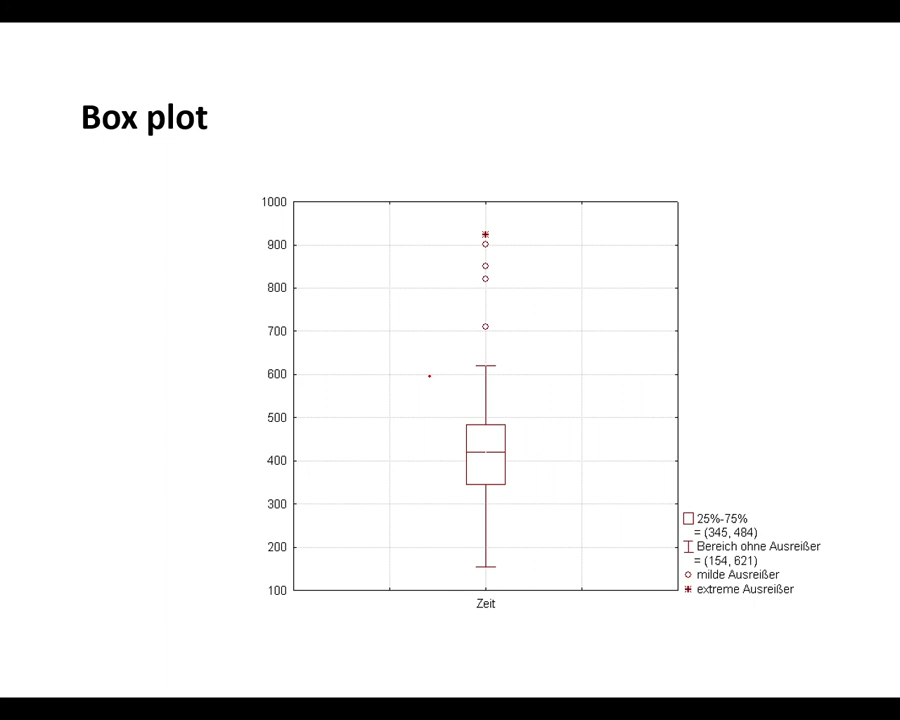 Box plot
1000
900
800
700
600
500
400
300
200
100
Zeit
25%-75%
= (345, 484)
Bereich ohne Ausreißer
= (154, 621)
milde Ausreißer
extreme Ausreißer